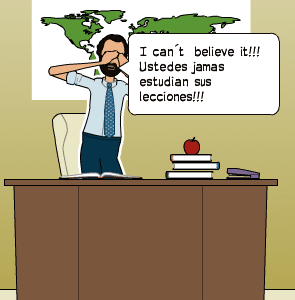 I can´t believe it!!!
Ustedes jamas
estudian sus
lecciones!!!